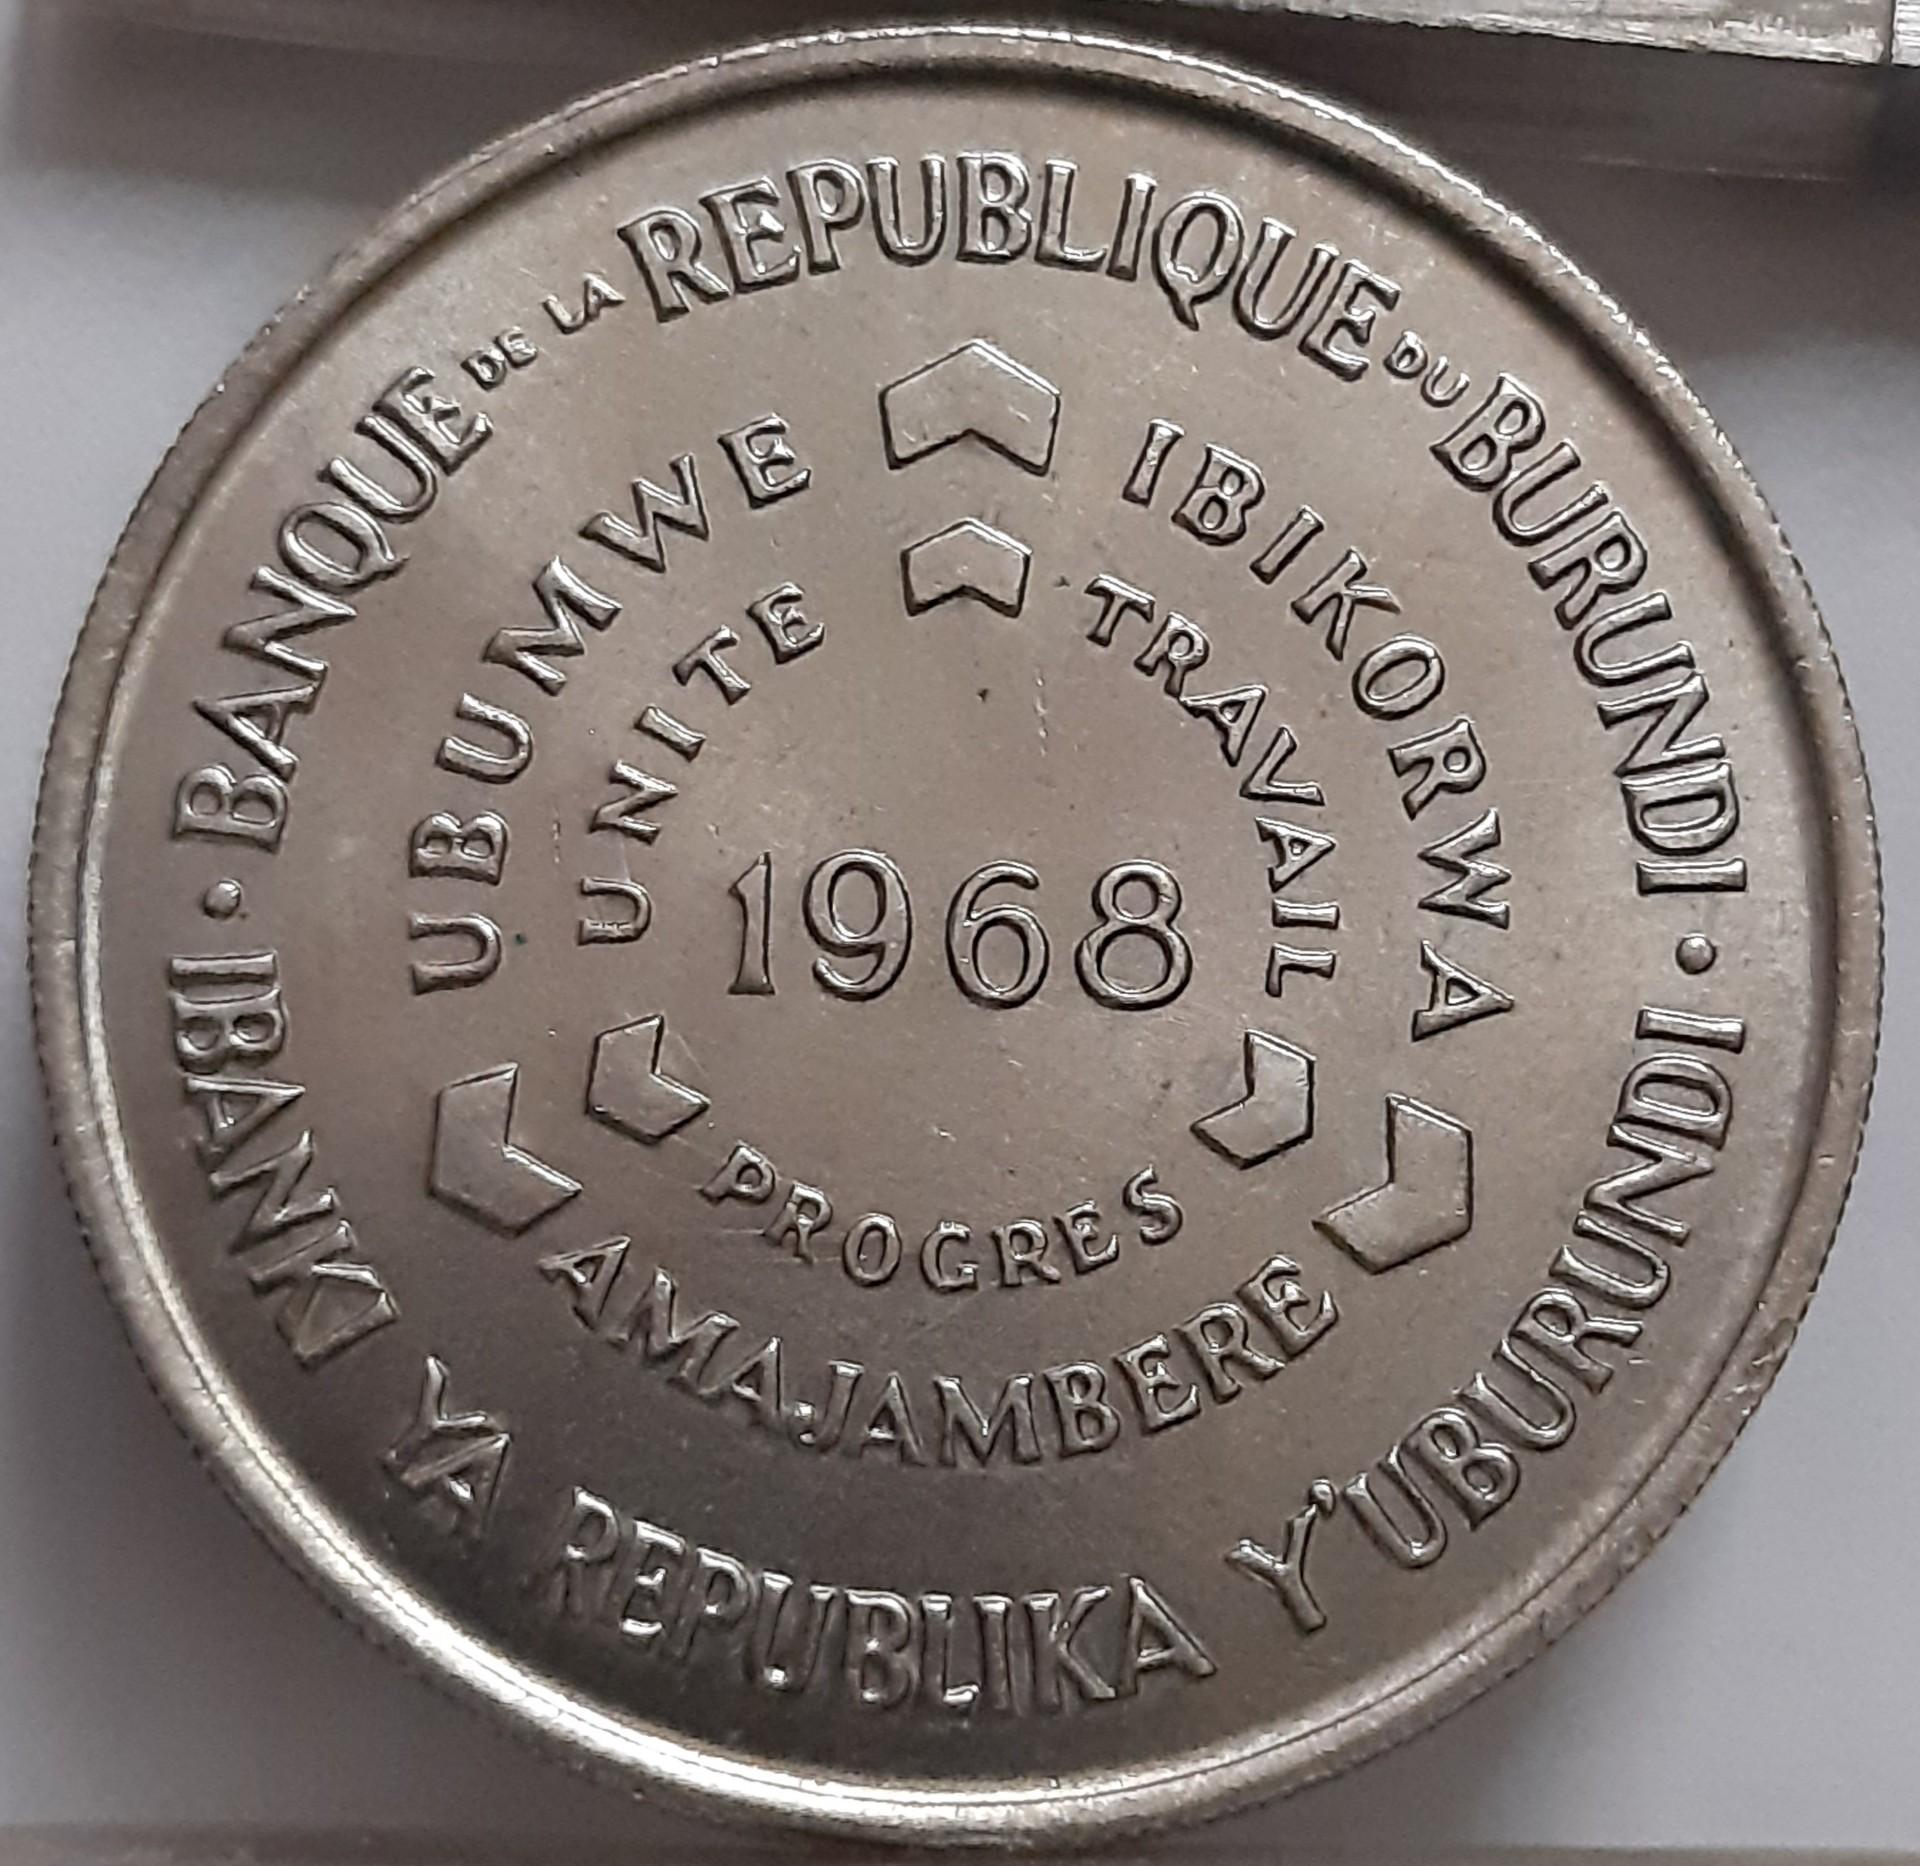 BANQUE DE LA REPUBLIQUE DU BURUNDI
IBANKI YA REPUBLIKA Y'UBURUNDI
UBUMWE IBIKORWA AMAJAMBERE
UNITE TRAVAIL PROGRES
1968